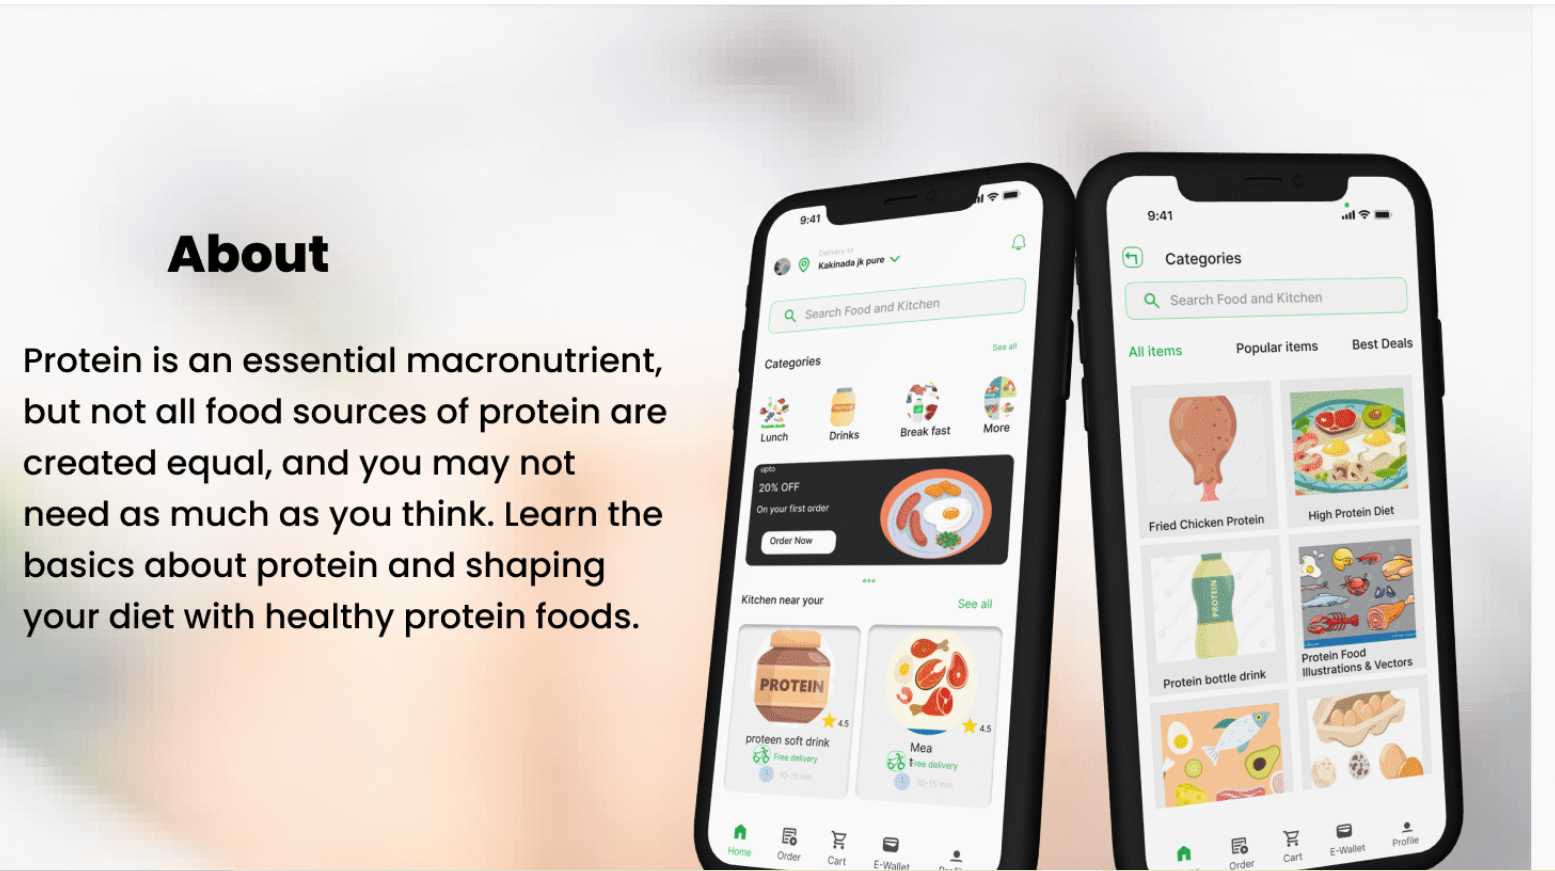 About
Protein is an essential macronutrient,
but not all food sources of protein are
created equal, and you may not
need as much as you think. Learn the
basics about protein and shaping
your diet with healthy protein foods.
9:41
Delivery to
Kakinada jk pure
Search Food and Kitchen
Categories
See all
Lunch
Drinks
Break fast
More
upto
20% OFF
On your first order
Order Now
Kitchen near your
See all
PROTEIN
4.5
proteen soft drink
Free delivery
10-15 min
4.5
Mea
t
Free delivery
10-15 min
Home
Order
Cart
E-Wallet
9:41
Categories
Search Food and Kitchen
All items
Popular items
Best Deals
Fried Chicken Protein
High Protein Diet
PROTEIN
Protein bottle drink
Protein Food
Illustrations & Vectors
Order
Cart
E-Wallet
Profile